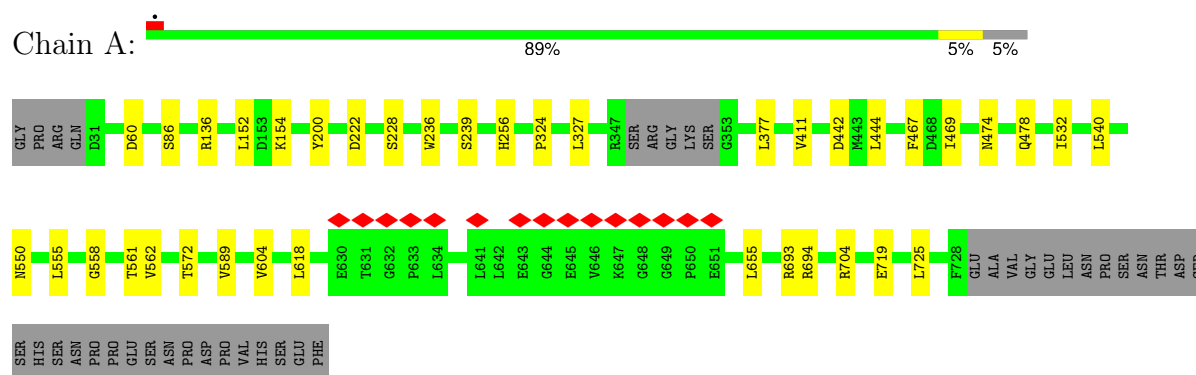 Chain A:
89% 5% 5%
GLY PRO ARG GLN D31 D60 S86 R136 L152 D153 K154 Y200 D222 S228 W236 S239 H256 P324 L327 R347 SER ARG GLY LYS SER G353 L377 V411 D442 M443 L444 F467 D468 I469 N474 Q478 I532 L540
N550 L555 G558 T561 V562 T572 V589 V604 L618 E630 T631 G632 P633 L634 L641 L642 E643 G644 E645 V646 K647 G648 G649 P650 E651 L655 R693 R694 R704 E719 L725 F728 GLU ALA VAL GLY GLU LEU ASN PRO SER ASN THR ASP SER
SER HIS SER ASN PRO PRO GLU SER ASN PRO ASP PRO VAL HIS SER GLU PHE